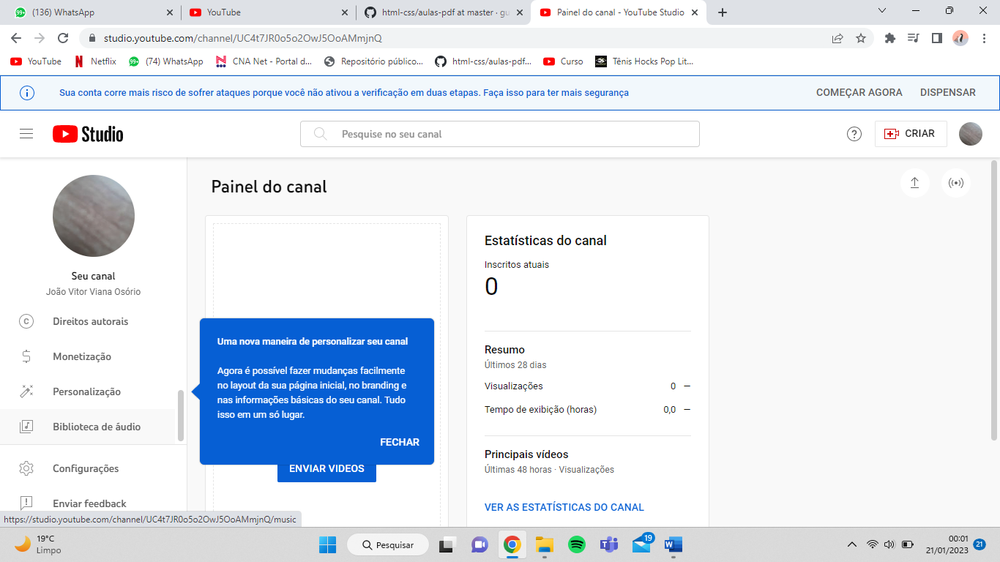 (136) WhatsApp
YouTube
html-css/aulas-pdf at master · gu
Painel do canal - YouTube Studio
studio.youtube.com/channel/UC4t7JR0o5o2OwJ5OoAMmjnQ
YouTube
Netflix
99+
(74) WhatsApp
CNA Net - Portal d...
Repositório público...
html-css/aulas-pdf...
Curso
Tênis Hocks Pop Lit...
Sua conta corre mais risco de sofrer ataques porque você não ativou a verificação em duas etapas. Faça isso para ter mais segurança
COMEÇAR AGORA
DISPENSAR
Studio
Pesquise no seu canal
CRIAR
Painel do canal
Seu canal
João Vitor Viana Osório
Direitos autorais
Monetização
Personalização
Biblioteca de áudio
Configurações
Enviar feedback
Uma nova maneira de personalizar seu canal
Agora é possível fazer mudanças facilmente
no layout da sua página inicial, no branding e
nas informações básicas do seu canal. Tudo
isso em um só lugar.
FECHAR
ENVIAR VÍDEOS
Estatísticas do canal
Inscritos atuais
0
Resumo
Últimos 28 dias
Visualizações 0 —
Tempo de exibição (horas) 0,0 —
Principais vídeos
Últimas 48 horas · Visualizações
VER AS ESTATÍSTICAS DO CANAL
https://studio.youtube.com/channel/UC4t7JR0o5o2OwJ5OoAMmjnQ/music
19°C
Limpo
Pesquisar
19
00:01
21/01/2023
21